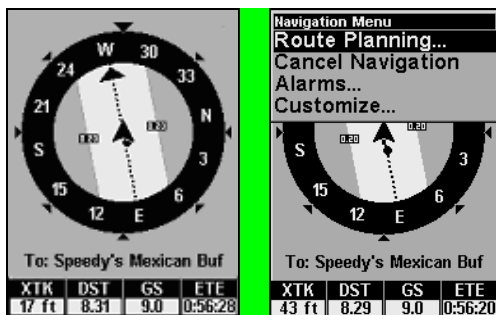 W
30
24
33
21
N
S
3
15
6
12
E
0.20
0.20
To: Speedy's Mexican Buf
XTK DST GS ETE
17 ft 8.31 9.0 0:56:28
Navigation Menu
Route Planning...
Cancel Navigation
Alarms...
Customize...
0.20
S
3
15
6
12
E
To: Speedy's Mexican Buf
XTK DST GS ETE
43 ft 8.29 9.0 0:56:20